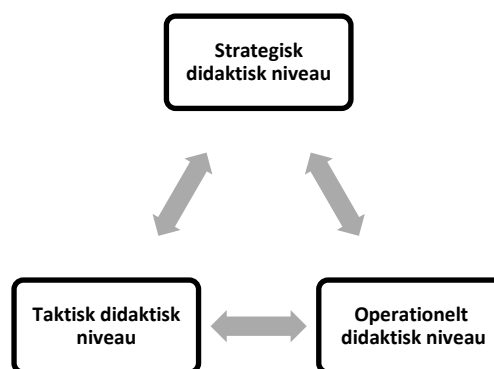 Strategisk
didaktisk niveau
Taktisk didaktisk
niveau
Operationelt
didaktisk niveau